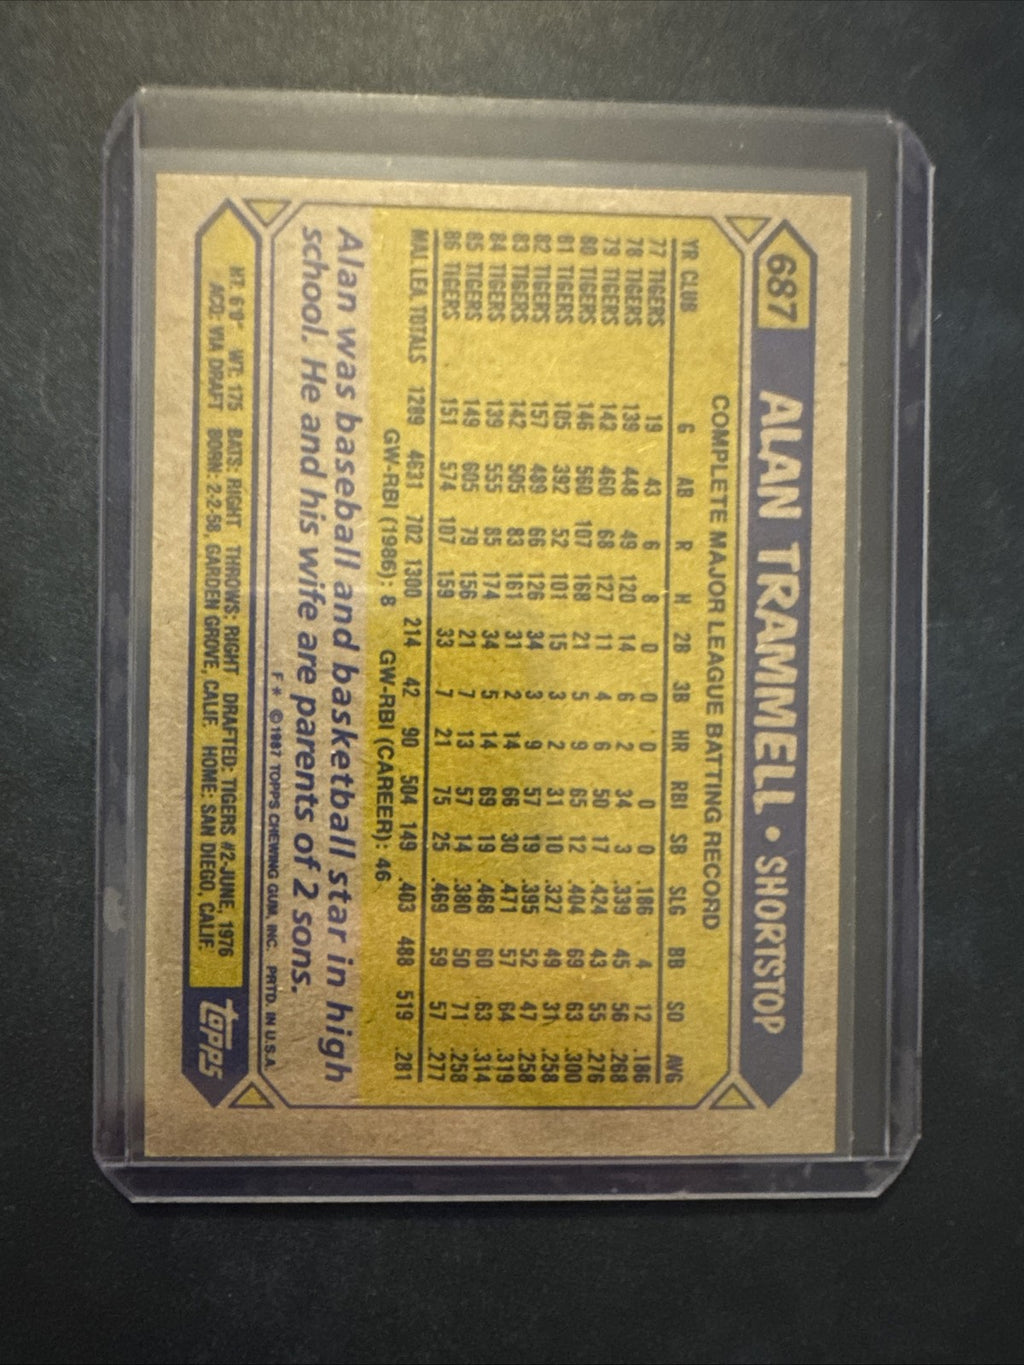 687 ALAN TRAMMELL • SHORTSTOP
COMPLETE MAJOR LEAGUE BATTING RECORD
YR CLUB G AB R H 2B 3B HR RBI SB SLG BB SO AVG
77 TIGERS 19 43 6 8 0 0 0 0 0 .186 4 12 .186
78 TIGERS 139 448 49 120 14 6 2 34 3 .339 45 56 .268
79 TIGERS 142 460 68 127 11 4 6 50 17 .424 43 55 .276
80 TIGERS 146 560 107 168 21 5 9 65 12 .404 69 63 .300
81 TIGERS 105 392 52 101 15 3 2 31 10 .327 49 31 .258
82 TIGERS 157 489 66 126 34 3 9 57 19 .395 52 47 .258
83 TIGERS 142 505 83 161 31 2 14 66 30 .471 57 64 .319
84 TIGERS 139 555 85 174 34 5 14 69 19 .468 60 63 .314
85 TIGERS 149 605 79 156 21 7 13 57 14 .380 50 71 .258
86 TIGERS 151 574 107 159 33 7 21 75 25 .469 59 57 .277
MAJ. LEA. TOTALS 1289 4631 702 1300 214 42 90 504 149 .403 488 519 .281
GW-RBI (1986): 8 GW-RBI (CAREER): 46
Alan was baseball and basketball star in high
school. He and his wife are parents of 2 sons.
F* ©1987 TOPPS CHEWING GUM, INC. PRTD. IN U.S.A.
HT: 6'0" WT: 175 BATS: RIGHT THROWS: RIGHT DRAFTED: TIGERS #2-JUNE, 1976
ACQ: VIA DRAFT BORN: 2-2-58, GARDEN GROVE, CALIF. HOME: SAN DIEGO, CALIF.
topps